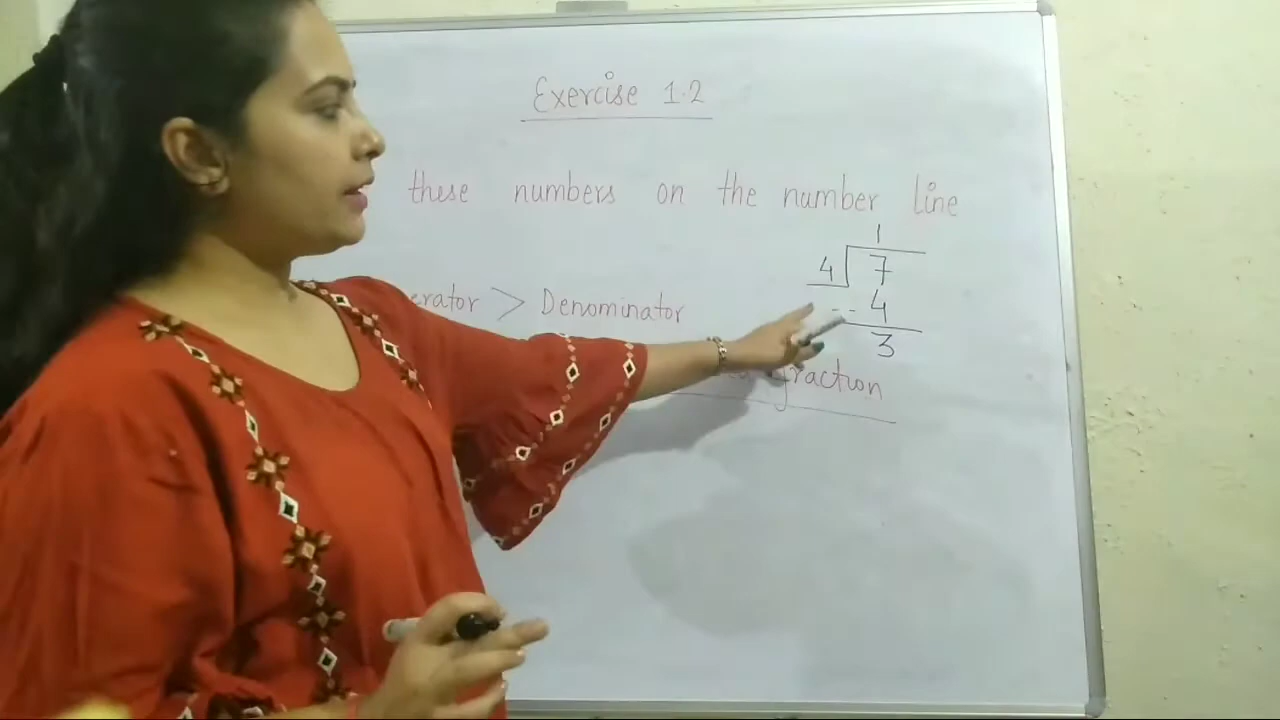 Exercise 1.2
these numbers on the number line
1
4 7
- 4
3
erator > Denominator
fraction